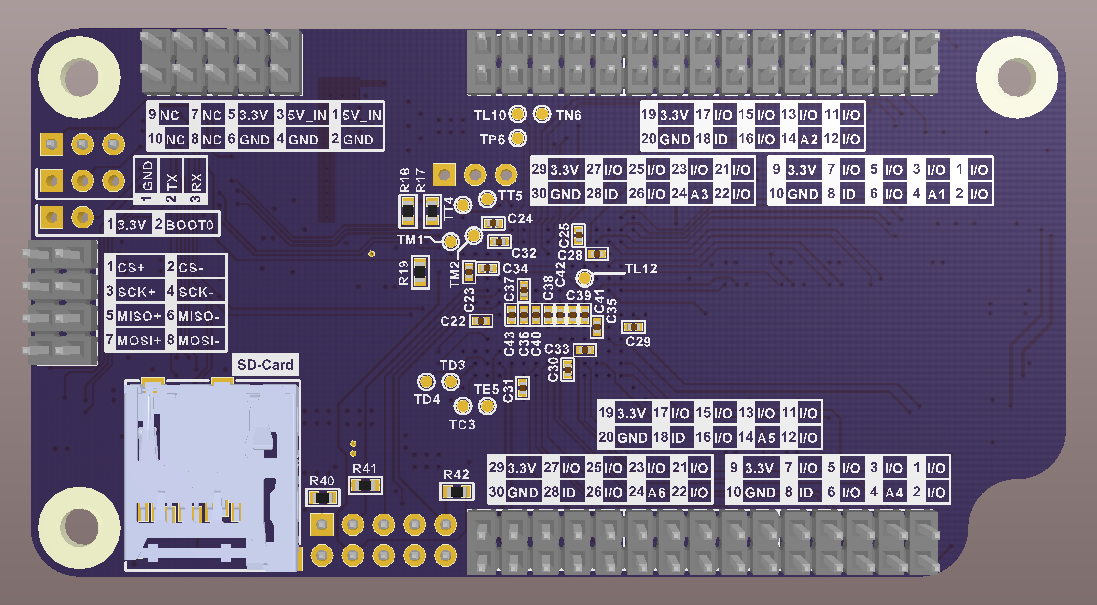 9 NC 7 NC 5 3.3V 3 5V_IN 1 5V_IN
10 NC 8 NC 6 GND 4 GND 2 GND
TL10 TN6
TP6
19 3.3V 17 I/O 15 I/O 13 I/O 11 I/O
20 GND 18 ID 16 I/O 14 A2 12 I/O
29 3.3V 27 I/O 25 I/O 23 I/O 21 I/O
30 GND 28 ID 26 I/O 24 A3 22 I/O
9 3.3V 7 I/O 5 I/O 3 I/O 1 I/O
10 GND 8 ID 6 I/O 4 A1 2 I/O
1 GND
2 TX
3 RX
1 3.3V 2 BOOT0
R16
R17
TT4
TT5
C24
TM1
C32
TM2
C34
R19
C23
C22
C25
C28
C42
TL12
C37
C38
C39
C41
C35
C43
C36
C40
C33
C29
C30
C31
1 CS+ 2 CS-
3 SCK+ 4 SCK-
5 MISO+ 6 MISO-
7 MOSI+ 8 MOSI-
SD-Card
TD3
TD4
TE5
TC3
19 3.3V 17 I/O 15 I/O 13 I/O 11 I/O
20 GND 18 ID 16 I/O 14 A5 12 I/O
29 3.3V 27 I/O 25 I/O 23 I/O 21 I/O
30 GND 28 ID 26 I/O 24 A6 22 I/O
9 3.3V 7 I/O 5 I/O 3 I/O 1 I/O
10 GND 8 ID 6 I/O 4 A4 2 I/O
R40
R41
R42